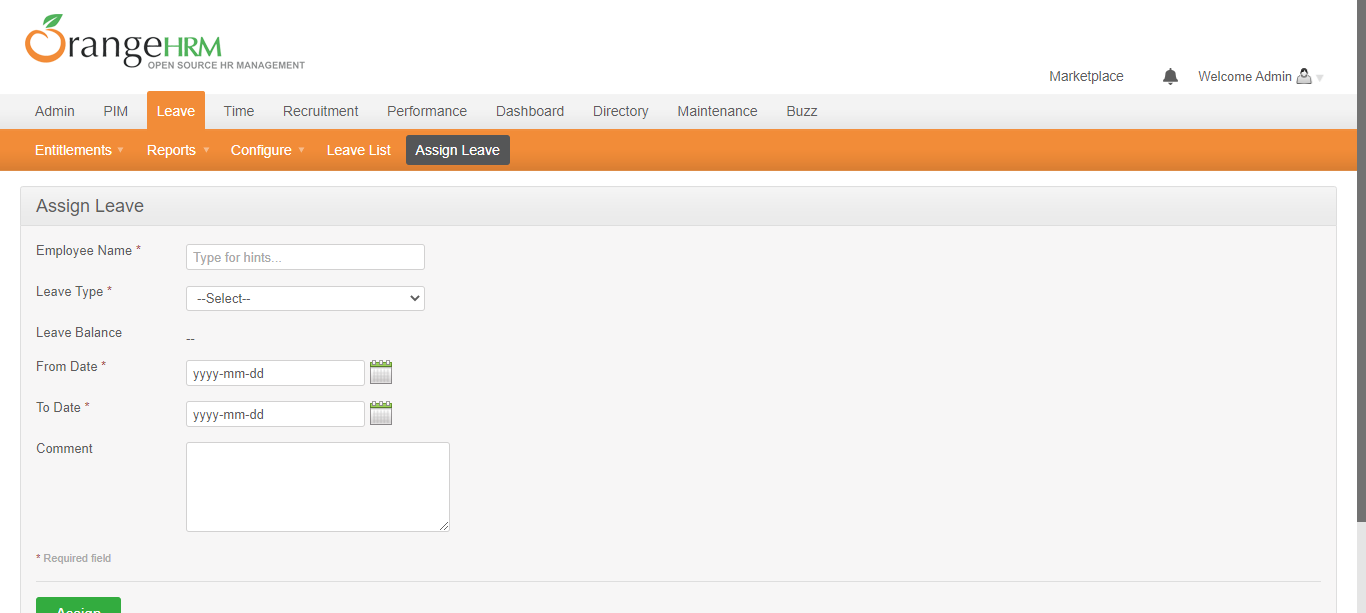 OrangeHRM
OPEN SOURCE HR MANAGEMENT
Marketplace Welcome Admin
Admin PIM Leave Time Recruitment Performance Dashboard Directory Maintenance Buzz
Entitlements Reports Configure Leave List Assign Leave
Assign Leave
Employee Name * Type for hints...
Leave Type * --Select--
Leave Balance --
From Date * yyyy-mm-dd
To Date * yyyy-mm-dd
Comment
* Required field
Assign